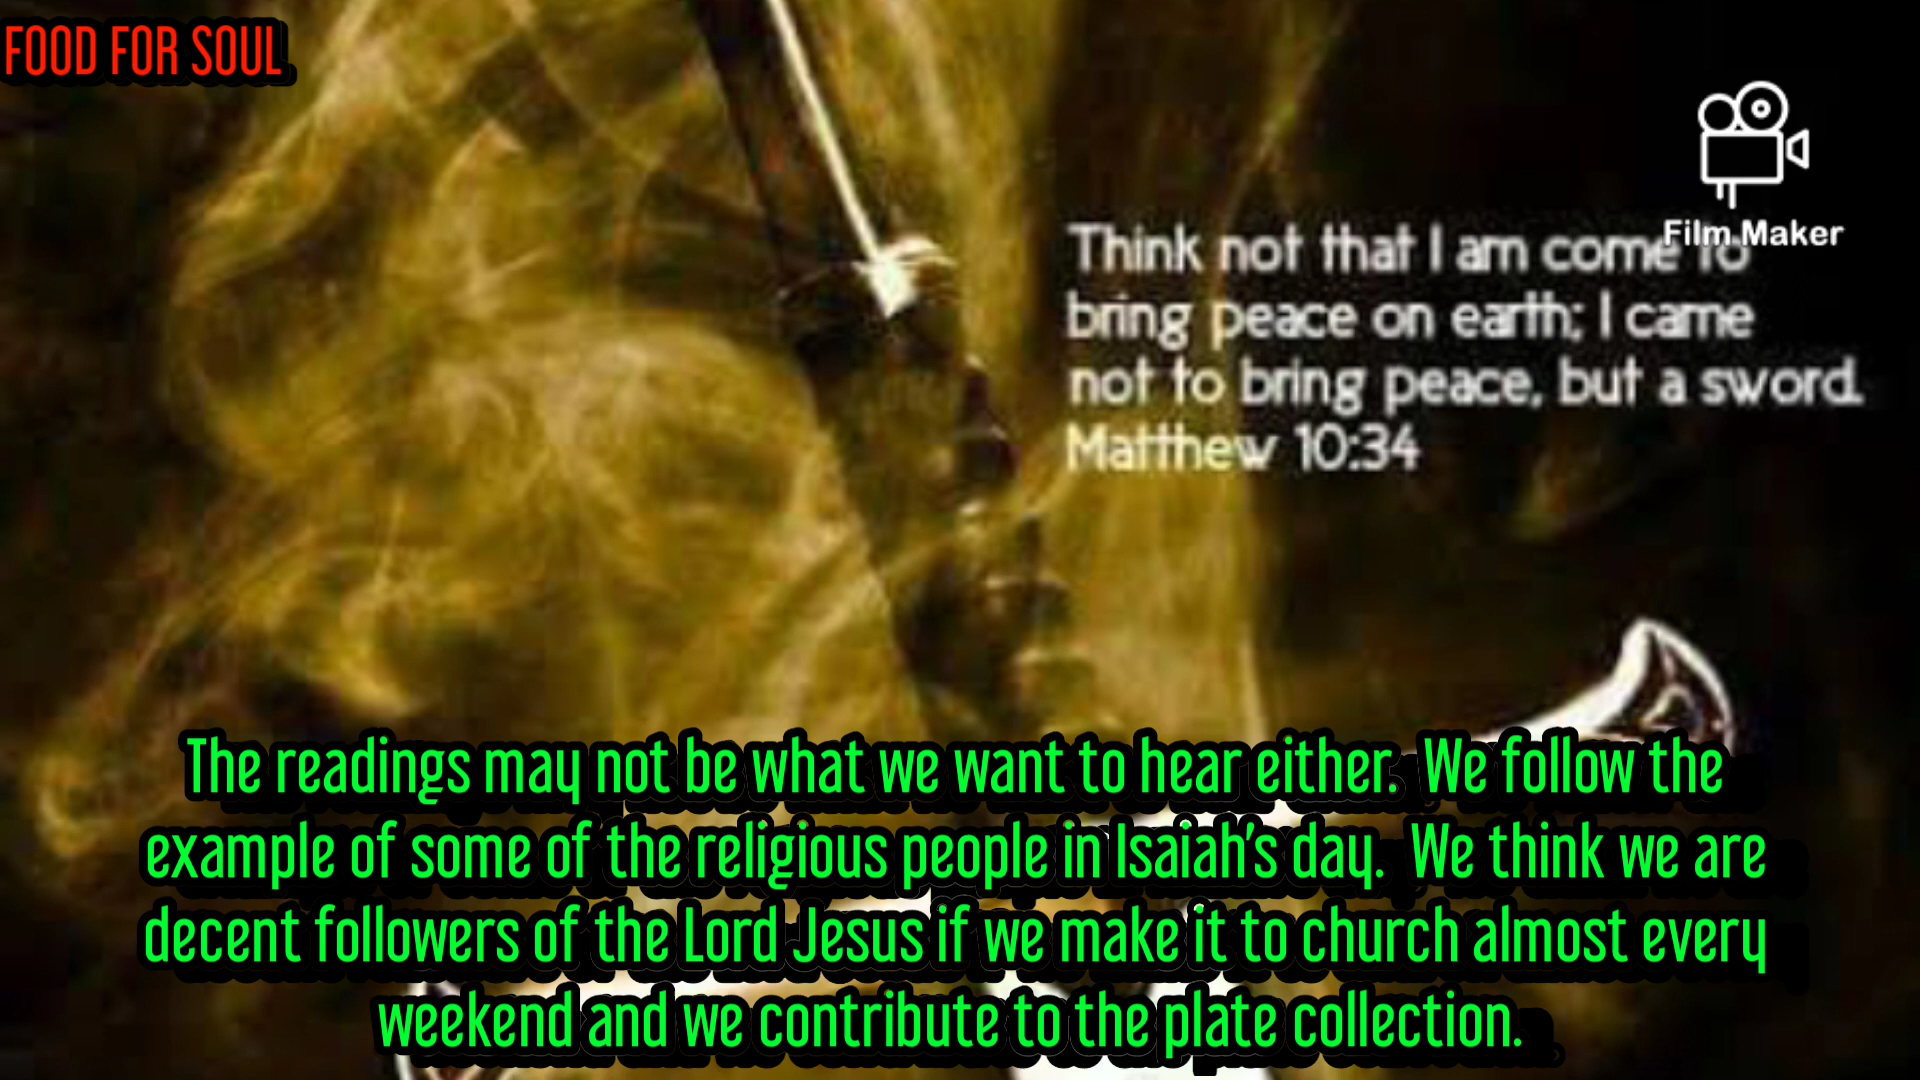 FOOD FOR SOUL
Film Maker
Think not that I am come to
bring peace on earth; I came
not to bring peace, but a sword.
Matthew 10:34
The readings may not be what we want to hear either. We follow the
example of some of the religious people in Isaiah's day. We think we are
decent followers of the Lord Jesus if we make it to church almost every
weekend and we contribute to the plate collection.